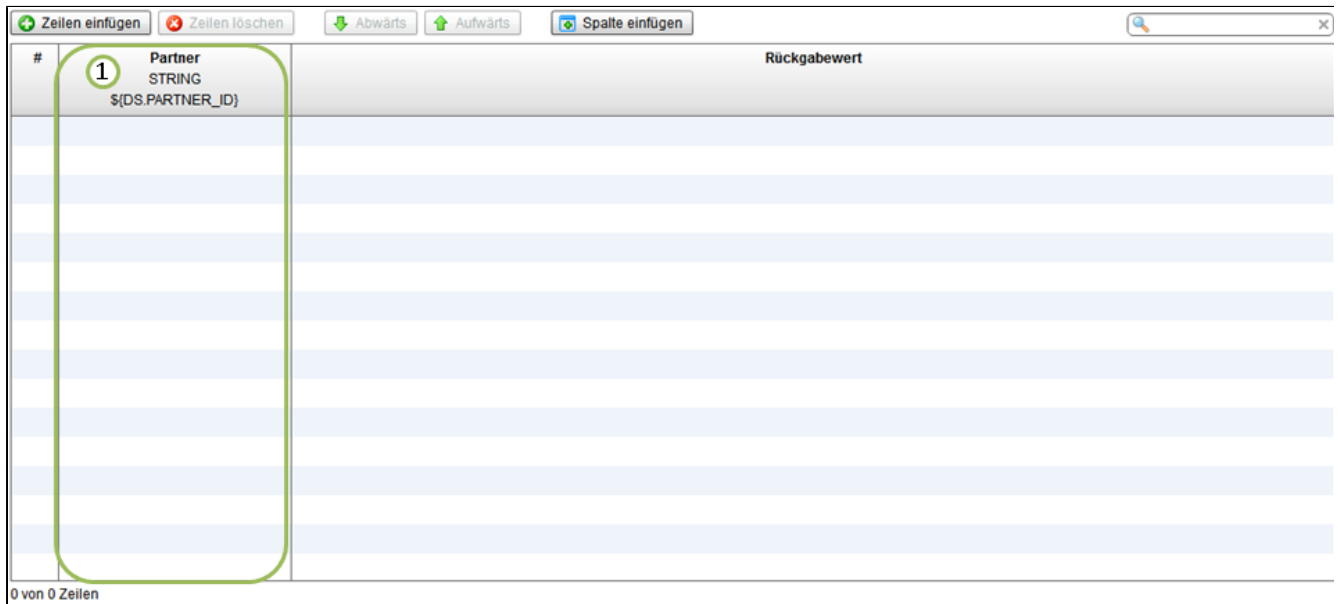 Zeilen einfügen Zeilen löschen Abwärts Aufwärts Spalte einfügen
# Partner Rückgabewert
1 STRING
${DS.PARTNER_ID}
0 von 0 Zeilen